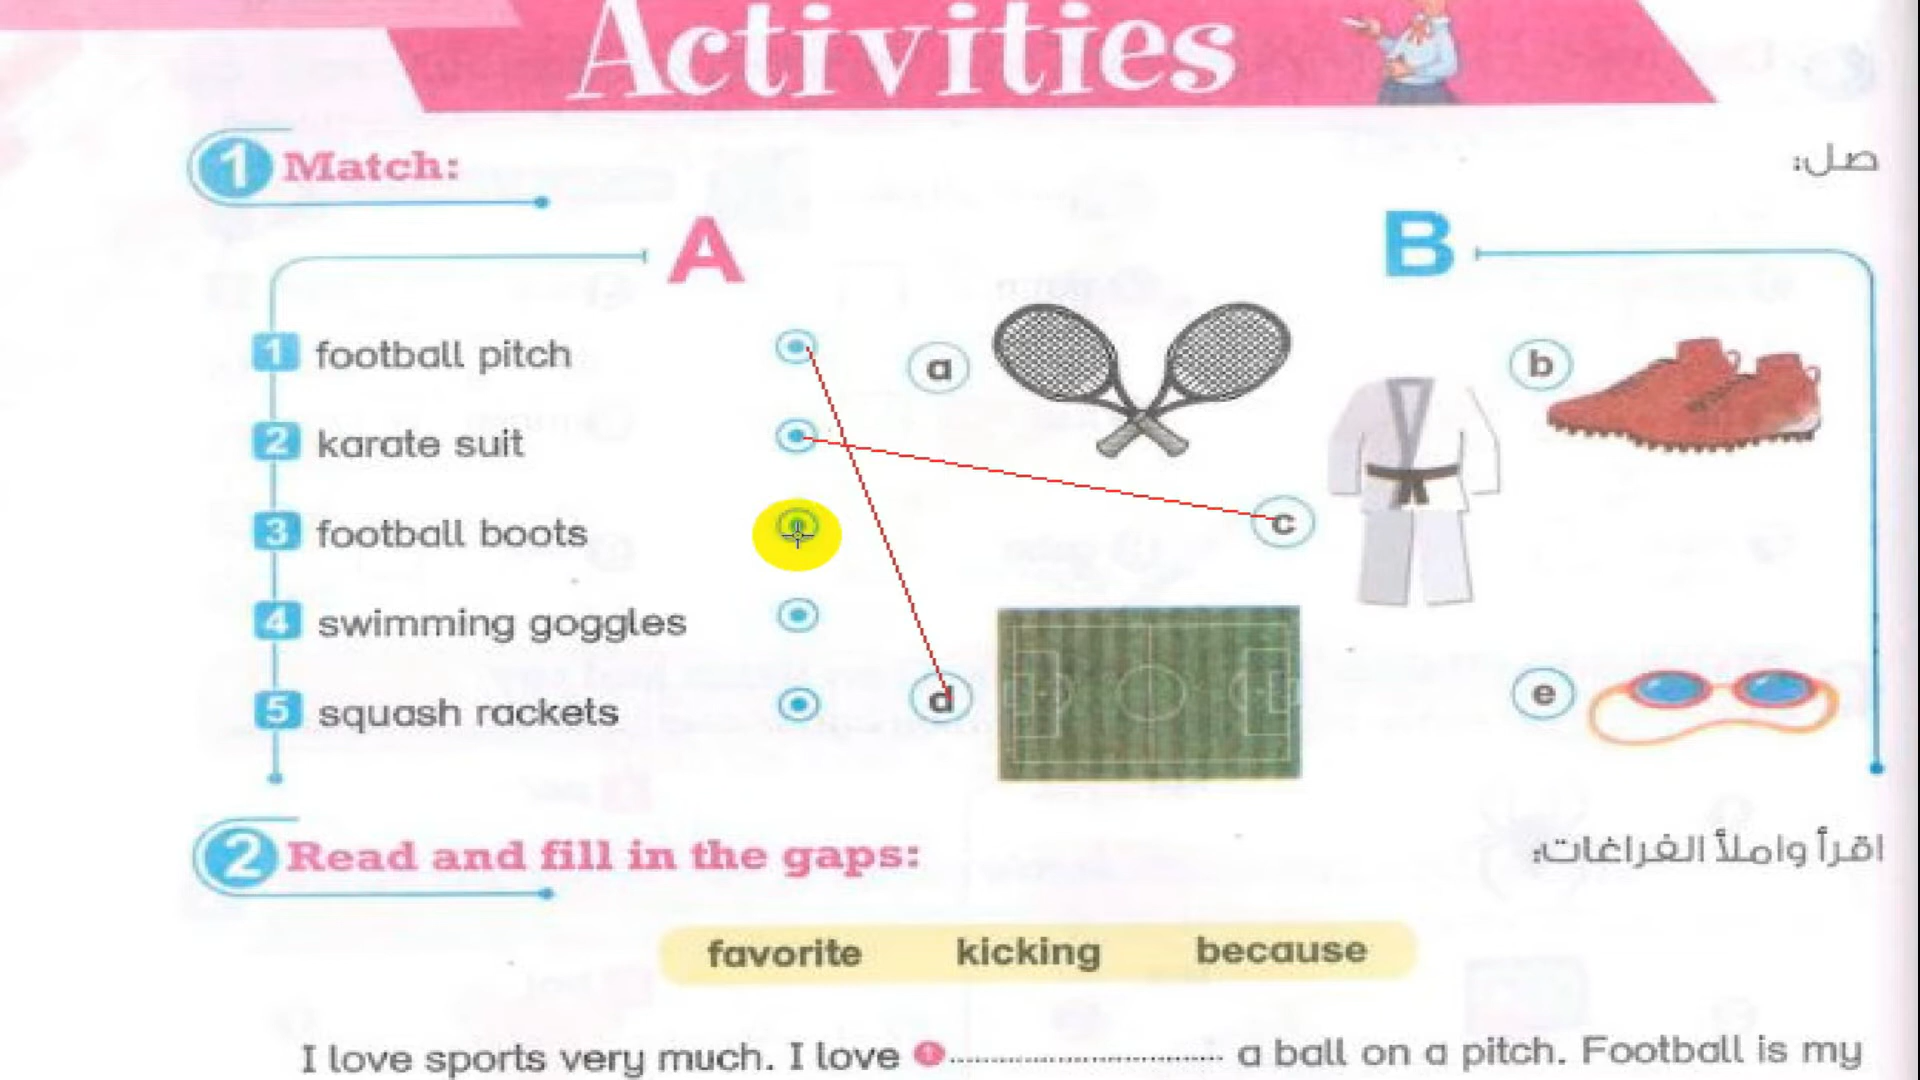 Activities
1 Match:
صل:
A
B
1 football pitch
a
b
2 karate suit
c
3 football boots
4 swimming goggles
d
e
5 squash rackets
2 Read and fill in the gaps:
اقرأ واملأ الفراغات:
favorite kicking because
I love sports very much. I love 1 ........................ a ball on a pitch. Football is my